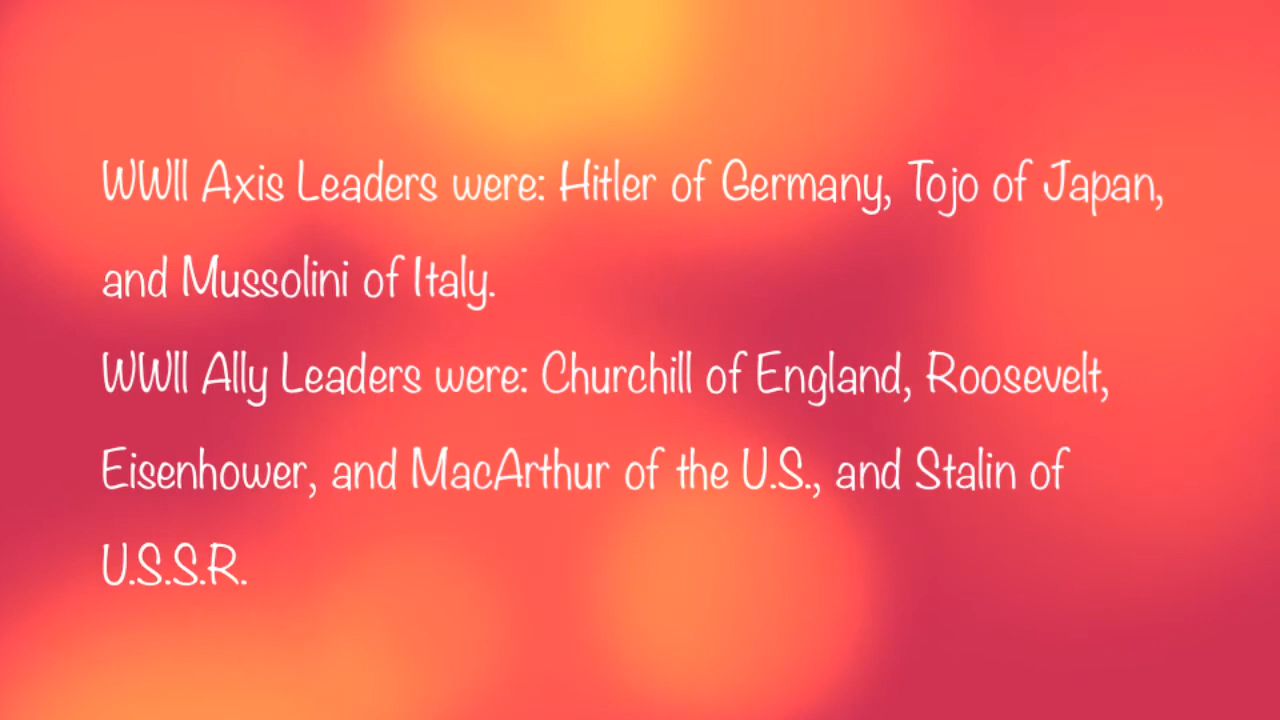 WWII Axis Leaders were: Hitler of Germany, Tojo of Japan,
and Mussolini of Italy.
WWII Ally Leaders were: Churchill of England, Roosevelt,
Eisenhower, and MacArthur of the U.S., and Stalin of
U.S.S.R.